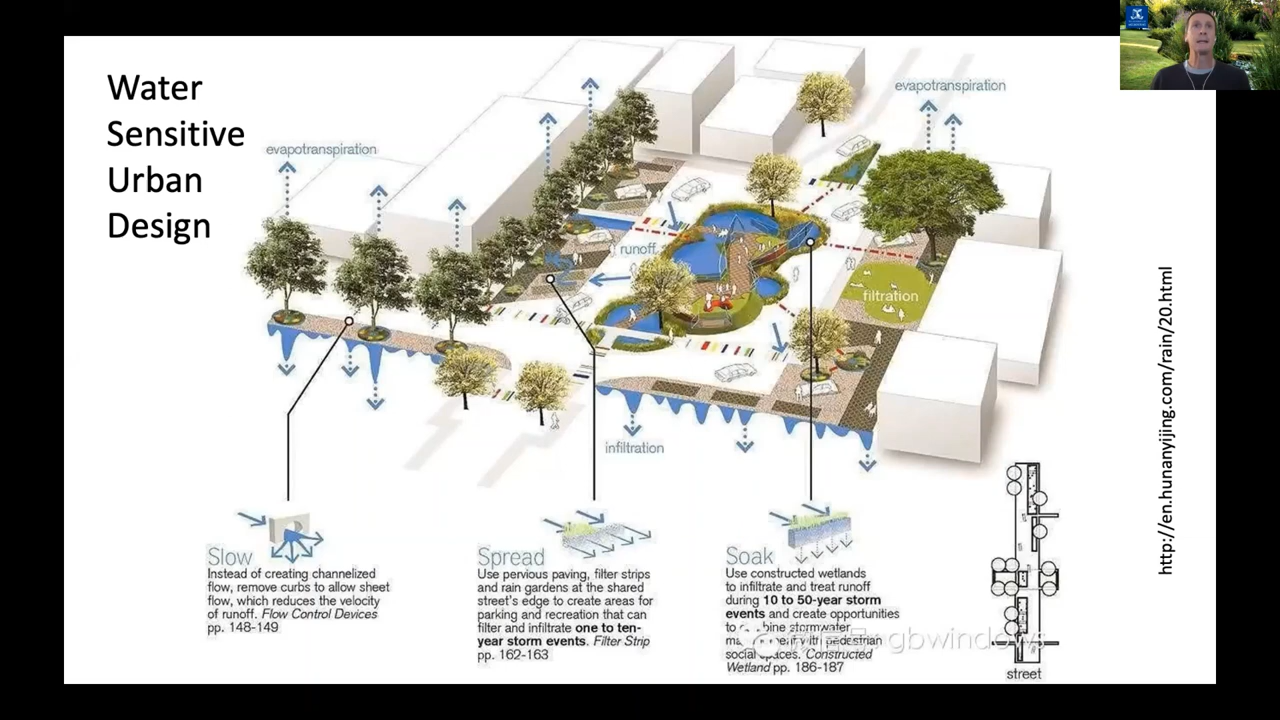 Water
Sensitive
Urban
Design
evapotranspiration
evapotranspiration
runoff
filtration
infiltration
Slow
Instead of creating channelized
flow, remove curbs to allow sheet
flow, which reduces the velocity
of runoff. Flow Control Devices
pp. 148-149
Spread
Use pervious paving, filter strips
and rain gardens at the shared
street's edge to create areas for
parking and recreation that can
filter and infiltrate one to ten-
year storm events. Filter Strip
pp. 162-163
Soak
Use constructed wetlands
to infiltrate and treat runoff
during 10 to 50-year storm
events and create opportunities
to combine stormwater
with pedestrian
social spaces. Constructed
Wetland pp. 186-187
street
http://en.hunanyijing.com/rain/20.html